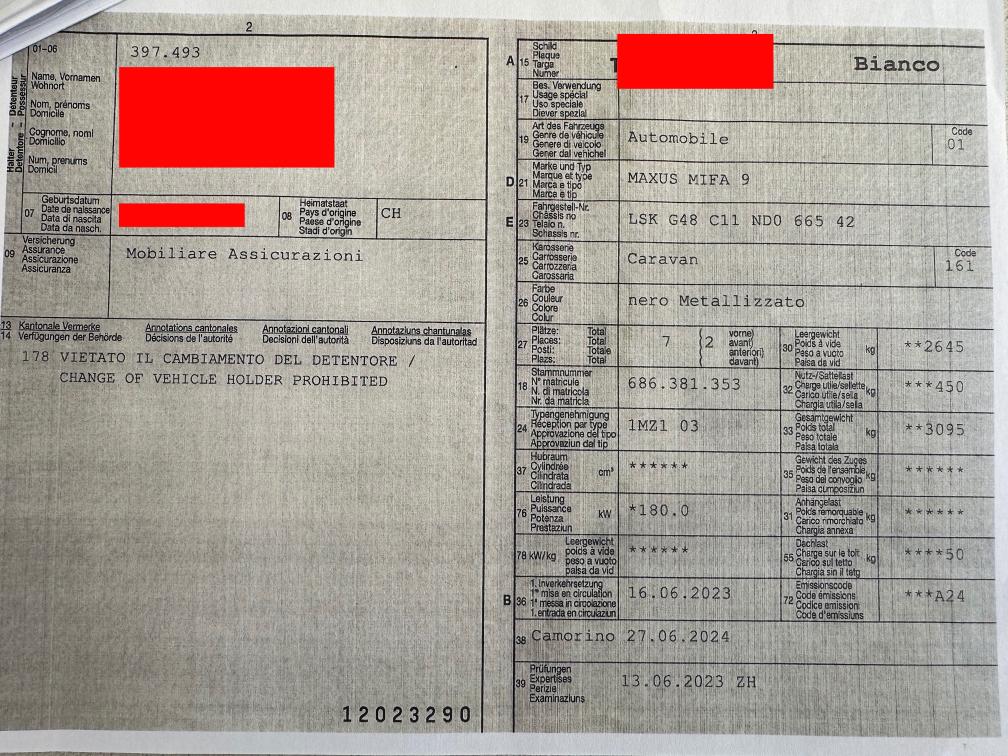 2
01-06
397.493
Halter – Détenteur
Detentore – Possessur
Name, Vornamen
Wohnort
Nom, prénoms
Domicile
Cognome, nomi
Domicilio
Num, prenums
Domicil
07
Geburtsdatum
Date de naissance
Data di nascita
Data da nasch.
08
Heimatstaat
Pays d'origine
Paese d'origine
Stadi d'origin
CH
09
Versicherung
Assurance
Assicurazione
Assicuranza
Mobiliare Assicurazioni
13 Kantonale Vermerke Annotations cantonales Annotazioni cantonali Annotaziuns chantunalas
14 Verfügungen der Behörde Décisions de l'autorité Decisioni dell'autorità Disposiziuns da l'autoritad
178 VIETATO IL CAMBIAMENTO DEL DETENTORE /
CHANGE OF VEHICLE HOLDER PROHIBITED
12023290
A 15
Schild
Plaque
Targa
Numer
Bianco
17
Bes. Verwendung
Usage spécial
Uso speciale
Diever spezial
19
Art des Fahrzeugs
Genre de véhicule
Genere di veicolo
Gener dal vehichel
Automobile
Code
01
D 21
Marke und Typ
Marque et type
Marca e tipo
Marca e tip
MAXUS MIFA 9
E 23
Fahrgestell-Nr.
Châssis no
Telaio n.
Schassis nr.
LSK G48 C11 ND0 665 42
25
Karosserie
Carrosserie
Carrozzeria
Carossaria
Caravan
Code
161
26
Farbe
Couleur
Colore
Colur
nero Metallizzato
27
Plätze: Total
Places: Total
Posti: Totale
Plazs: Total
7
2
vorne)
avant)
anteriori)
davant)
30
Leergewicht
Poids à vide
Peso a vuoto
Paisa da vid
kg
**2645
18
Stammnummer
N° matricule
N. di matricola
Nr. da matricla
686.381.353
32
Nutz-/Sattellast
Charge utile/sellette
Carico utile/sella
Chargia utila/sella
kg
***450
24
Typengenehmigung
Réception par type
Approvazione del tipo
Approvaziun dal tip
1MZ1 03
33
Gesamtgewicht
Poids total
Peso totale
Paisa totala
kg
**3095
37
Hubraum
Cylindrée
Cilindrata
Cilindrada
cm³
******
35
Gewicht des Zuges
Poids de l'ensemble
Peso del convoglio
Paisa cumposiziun
kg
******
76
Leistung
Puissance
Potenza
Prestaziun
kW
*180.0
31
Anhängelast
Poids remorquable
Carico rimorchiato
Chargia annexa
kg
******
78 kW/kg
Leergewicht
poids à vide
peso a vuoto
paisa da vid
******
55
Dachlast
Charge sur le toit
Carico sul tetto
Chargia sin il tetg
kg
****50
B 36
1. Inverkehrsetzung
1re mise en circulation
1a messa in circolazione
1. entrada en circulaziun
16.06.2023
72
Emissionscode
Code émissions
Codice emissioni
Code d'emissiuns
***A24
38 Camorino 27.06.2024
39
Prüfungen
Expertises
Perizie
Examinaziuns
13.06.2023 ZH